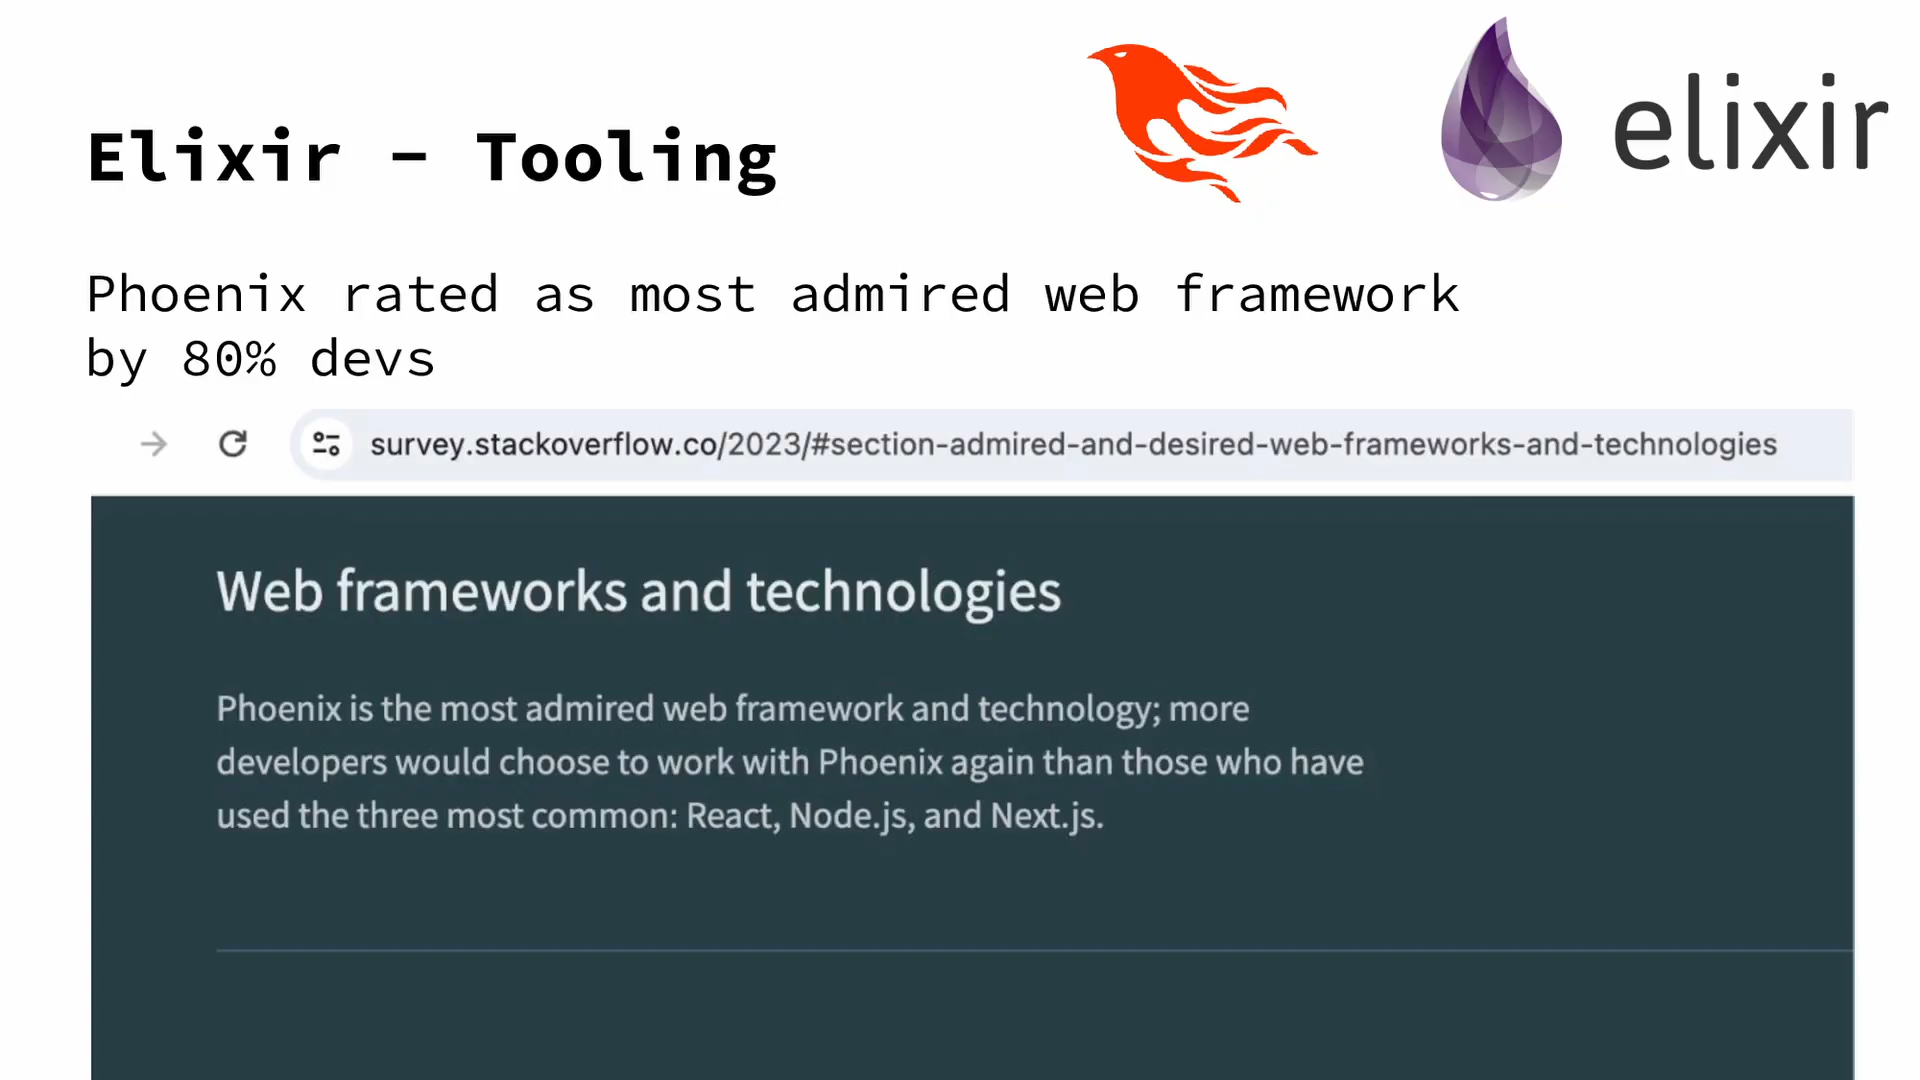 Elixir - Tooling
elixir
Phoenix rated as most admired web framework
by 80% devs
survey.stackoverflow.co/2023/#section-admired-and-desired-web-frameworks-and-technologies
Web frameworks and technologies
Phoenix is the most admired web framework and technology; more
developers would choose to work with Phoenix again than those who have
used the three most common: React, Node.js, and Next.js.